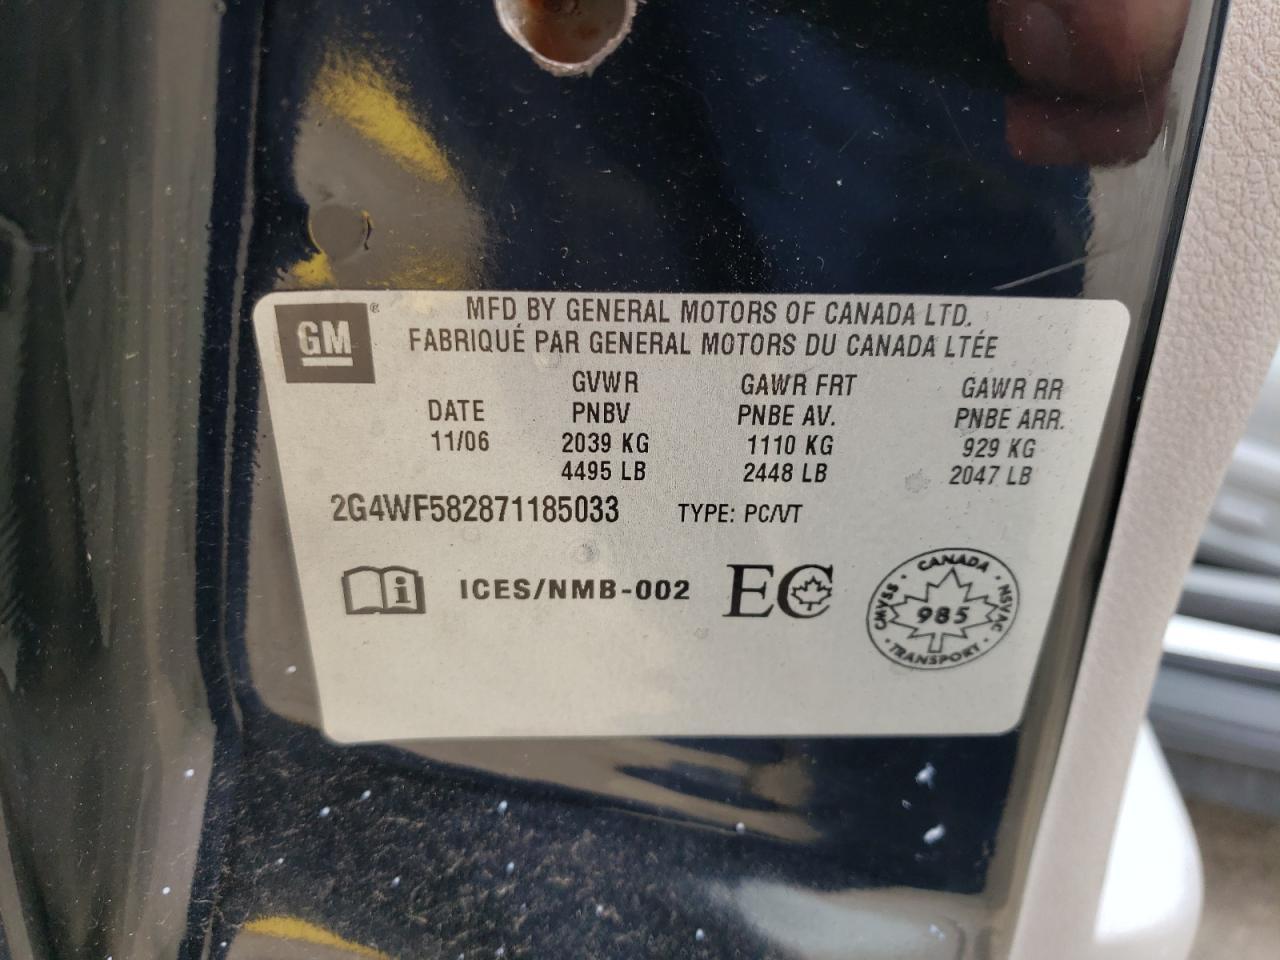 GM ®
MFD BY GENERAL MOTORS OF CANADA LTD.
FABRIQUÉ PAR GENERAL MOTORS DU CANADA LTÉE
GVWR GAWR FRT GAWR RR
DATE PNBV PNBE AV. PNBE ARR.
11/06 2039 KG 1110 KG 929 KG
4495 LB 2448 LB 2047 LB
2G4WF582871185033 TYPE: PC/VT
i ICES/NMB-002 EC
CANADA
CMVSS 985 NSVAC
TRANSPORT